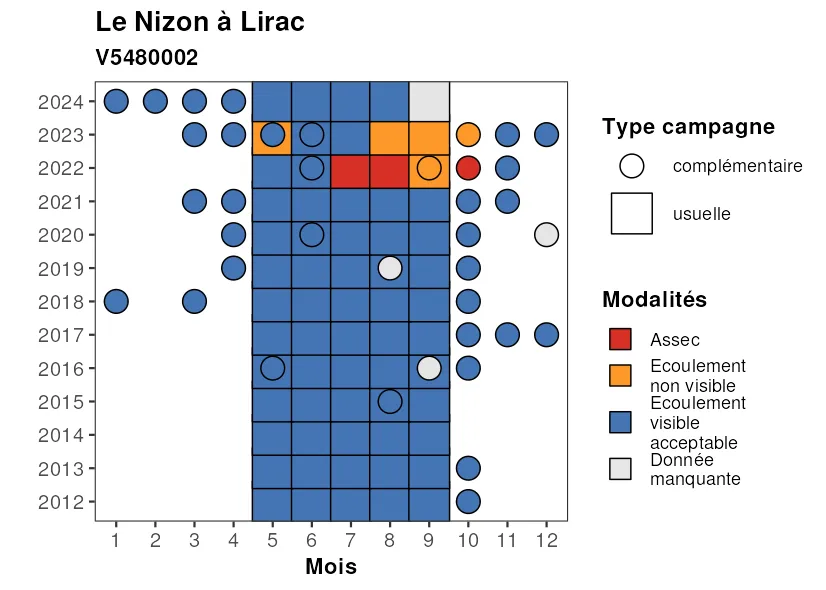 Le Nizon à Lirac
V5480002
2024
2023
2022
2021
2020
2019
2018
2017
2016
2015
2014
2013
2012
1 2 3 4 5 6 7 8 9 10 11 12
Mois
Type campagne
complémentaire
usuelle
Modalités
Assec
Ecoulement
non visible
Ecoulement
visible
acceptable
Donnée
manquante